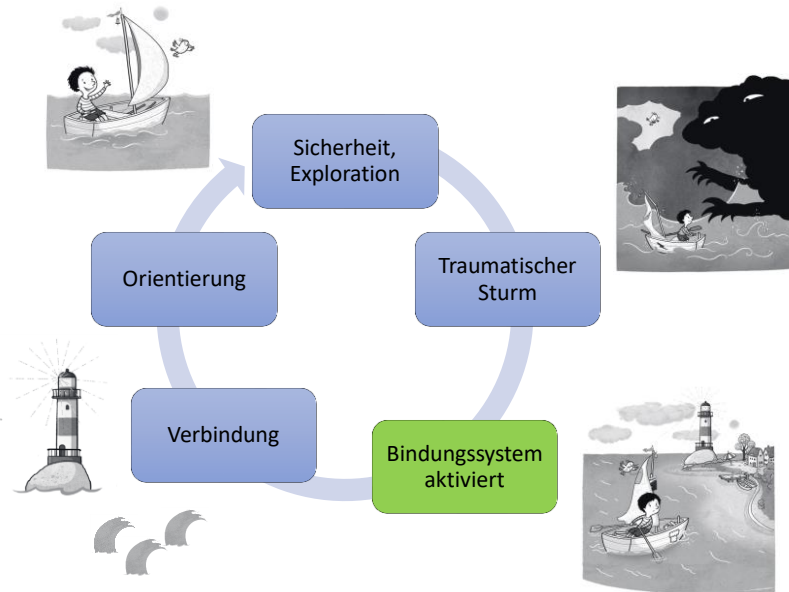 Sicherheit,
Exploration
Traumatischer
Sturm
Bindungssystem
aktiviert
Verbindung
Orientierung